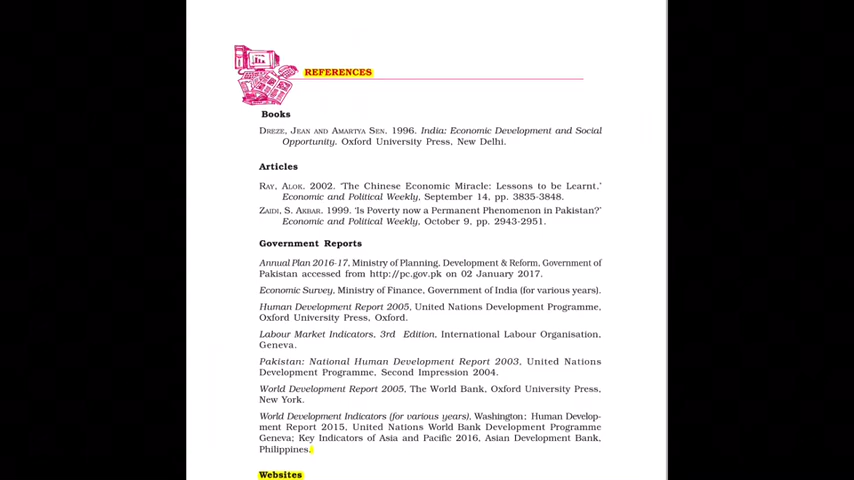 REFERENCES
Books
DREZE, JEAN AND AMARTYA SEN. 1996. India: Economic Development and Social
Opportunity. Oxford University Press, New Delhi.
Articles
RAY, ALOK. 2002. ‘The Chinese Economic Miracle: Lessons to be Learnt.’
Economic and Political Weekly, September 14, pp. 3835-3848.
ZAIDI, S. AKBAR. 1999. ‘Is Poverty now a Permanent Phenomenon in Pakistan?’
Economic and Political Weekly, October 9, pp. 2943-2951.
Government Reports
Annual Plan 2016-17, Ministry of Planning, Development & Reform, Government of
Pakistan accessed from http://pc.gov.pk on 02 January 2017.
Economic Survey, Ministry of Finance, Government of India (for various years).
Human Development Report 2005, United Nations Development Programme,
Oxford University Press, Oxford.
Labour Market Indicators, 3rd Edition, International Labour Organisation,
Geneva.
Pakistan: National Human Development Report 2003, United Nations
Development Programme, Second Impression 2004.
World Development Report 2005, The World Bank, Oxford University Press,
New York.
World Development Indicators (for various years). Washington; Human Develop-
ment Report 2015, United Nations World Bank Development Programme
Geneva; Key Indicators of Asia and Pacific 2016, Asian Development Bank,
Philippines.
Websites